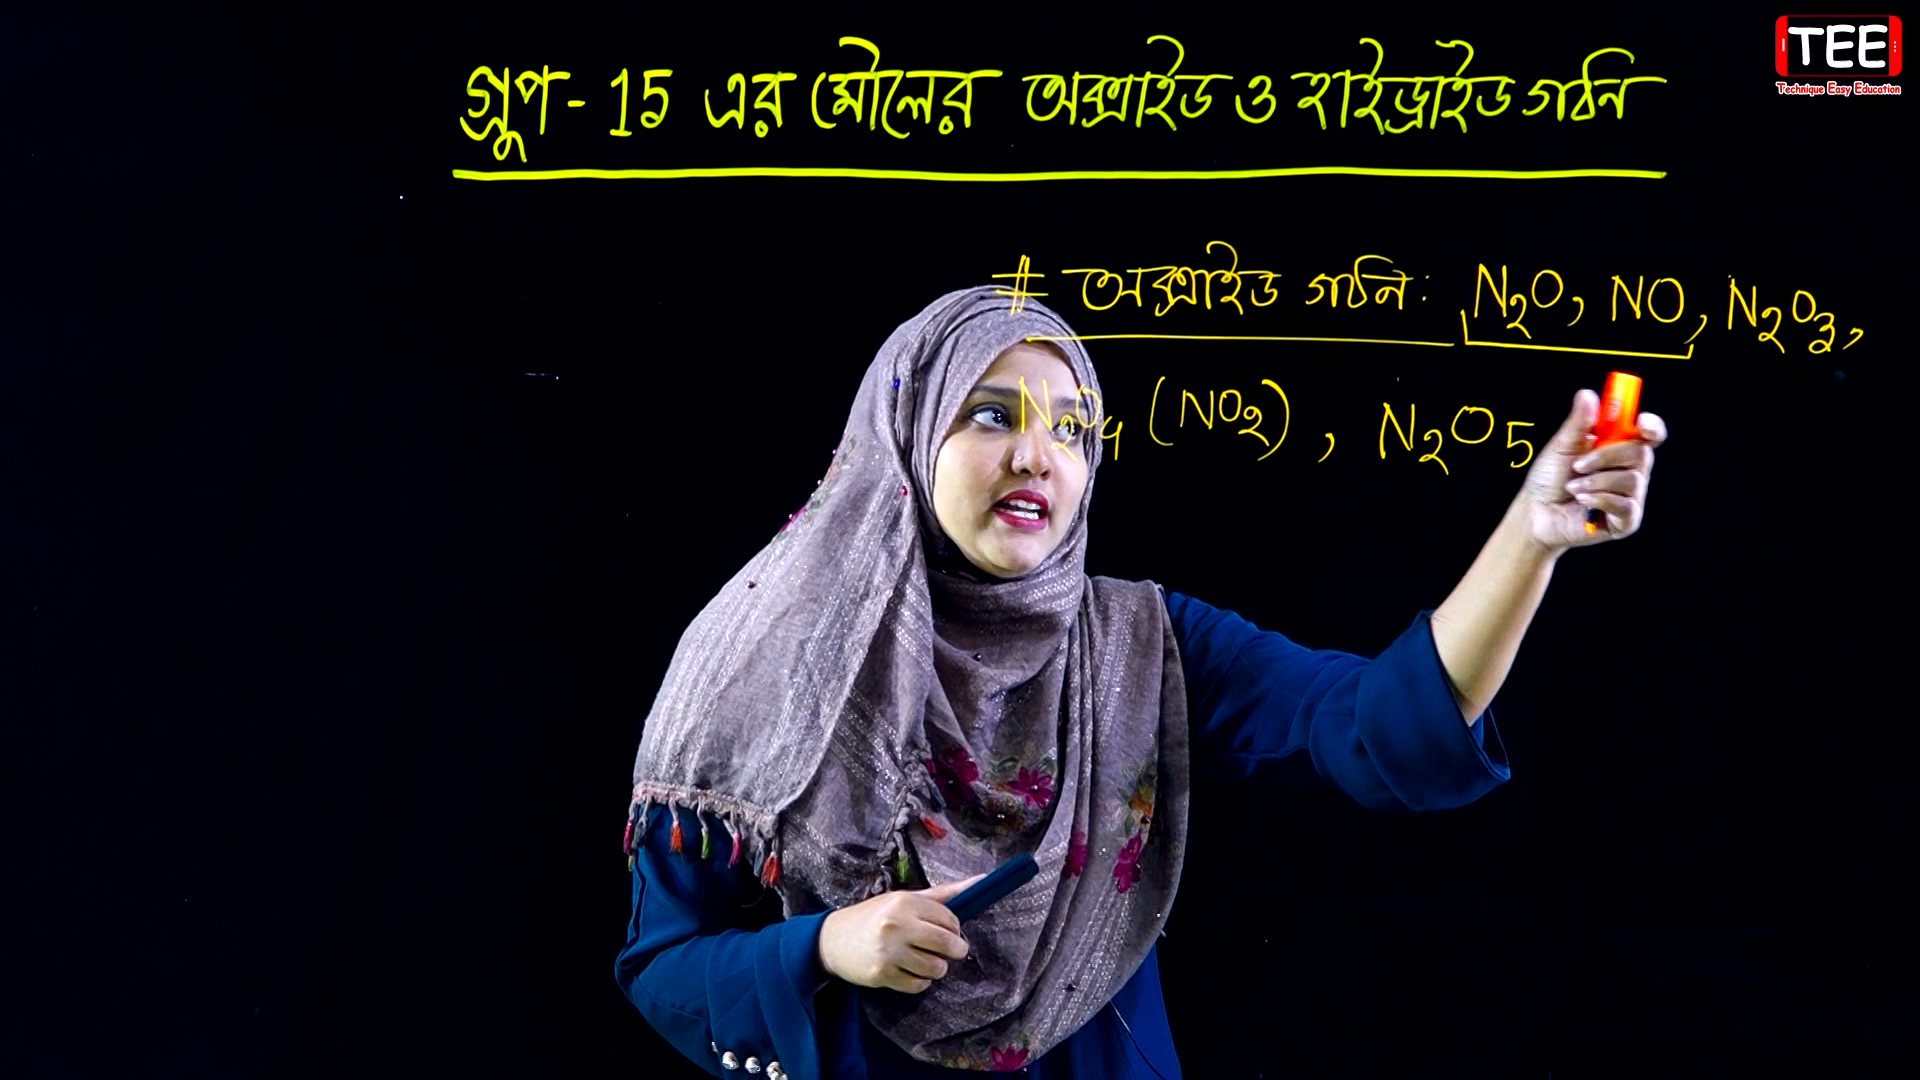 TEE
Technique Easy Education
গ্রুপ- 15 এর মৌলের অক্সাইড ও হাইড্রাইড গঠন
# অক্সাইড গঠন: N₂O, NO, N₂O₃,
N₂O₄ (NO₂), N₂O₅